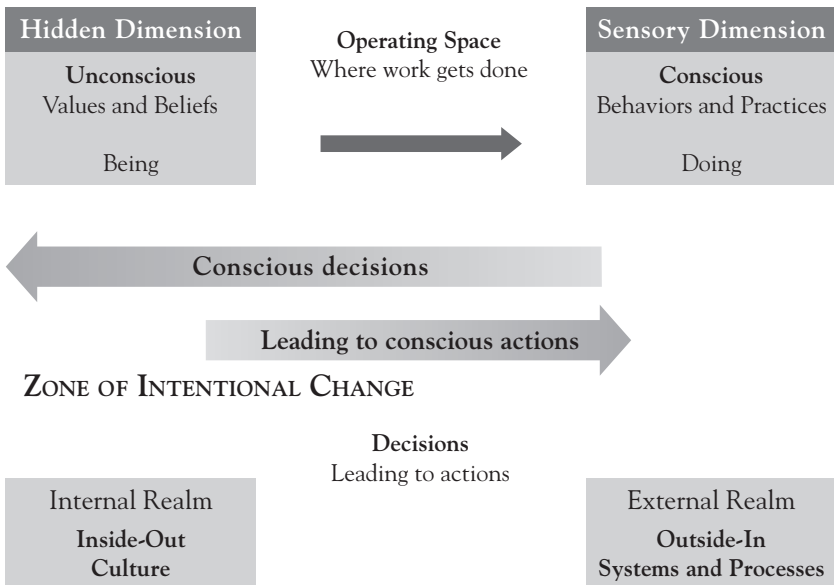 Hidden Dimension
Unconscious
Values and Beliefs
Being
Operating Space
Where work gets done
Sensory Dimension
Conscious
Behaviors and Practices
Doing
Conscious decisions
Leading to conscious actions
ZONE OF INTENTIONAL CHANGE
Decisions
Leading to actions
Internal Realm
Inside-Out
Culture
External Realm
Outside-In
Systems and Processes